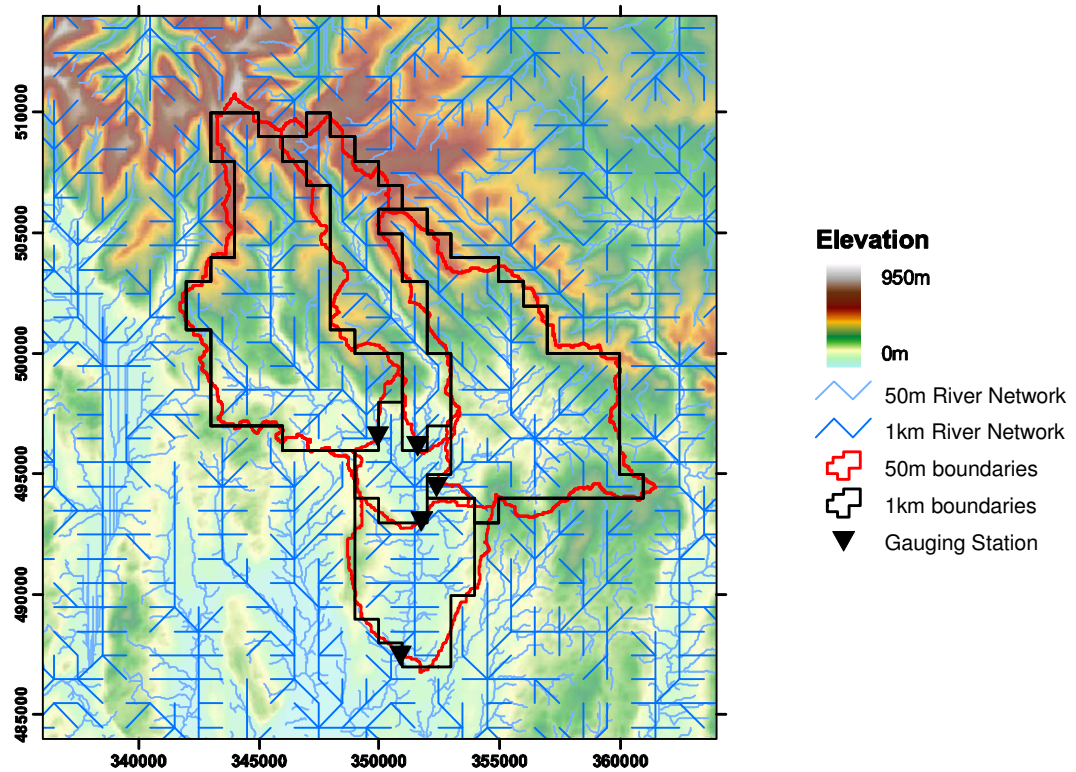 510000
505000
500000
495000
490000
485000
340000 345000 350000 355000 360000
Elevation
950m
0m
50m River Network
1km River Network
50m boundaries
1km boundaries
Gauging Station